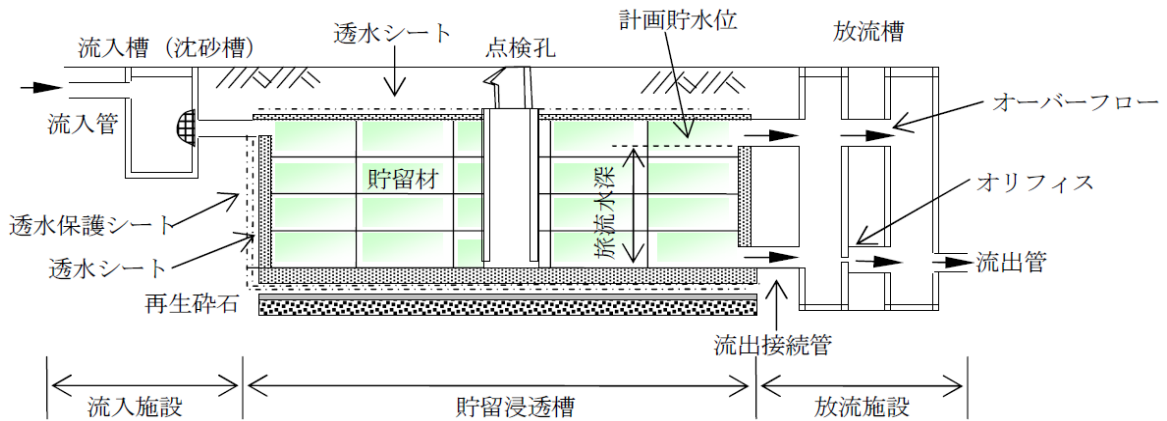 透水シート
計画貯水位
流入槽（沈砂槽）
点検孔
放流槽
流入管
オーバーフロー
貯留材
旅流水深
オリフィス
透水保護シート
透水シート
流出管
再生砕石
流出接続管
流入施設
貯留浸透槽
放流施設